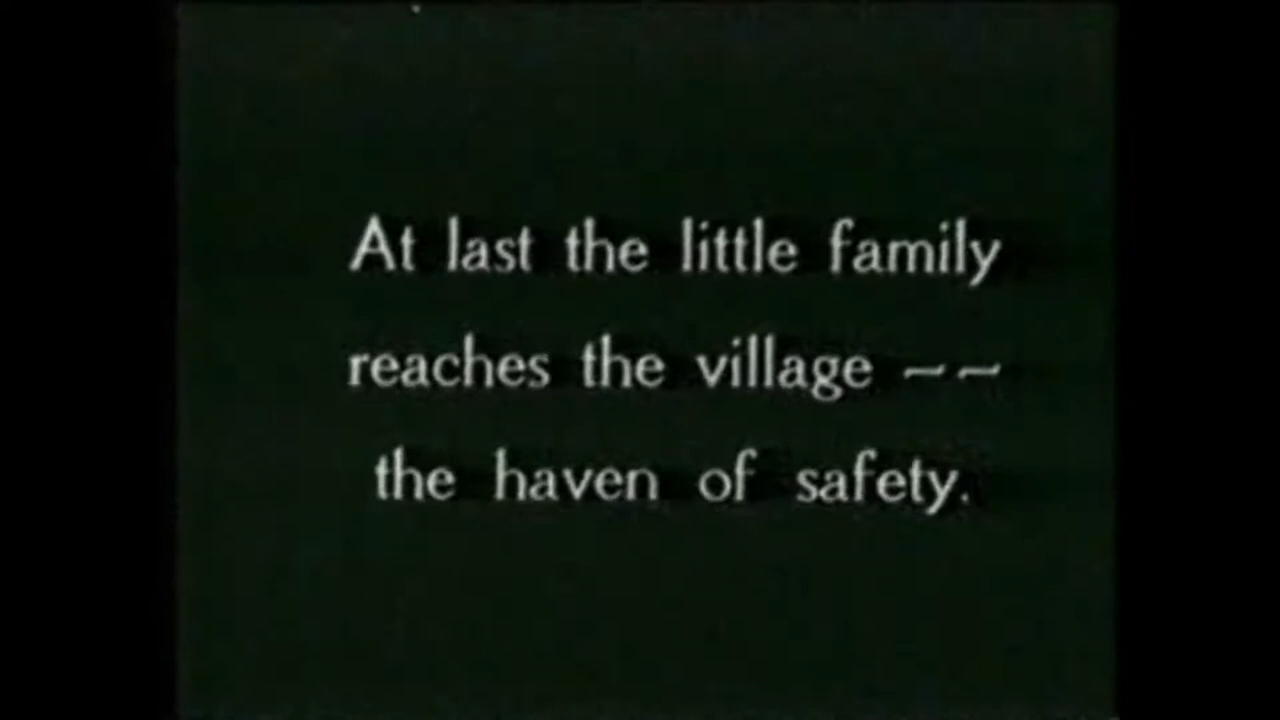 At last the little family
reaches the village --
the haven of safety.